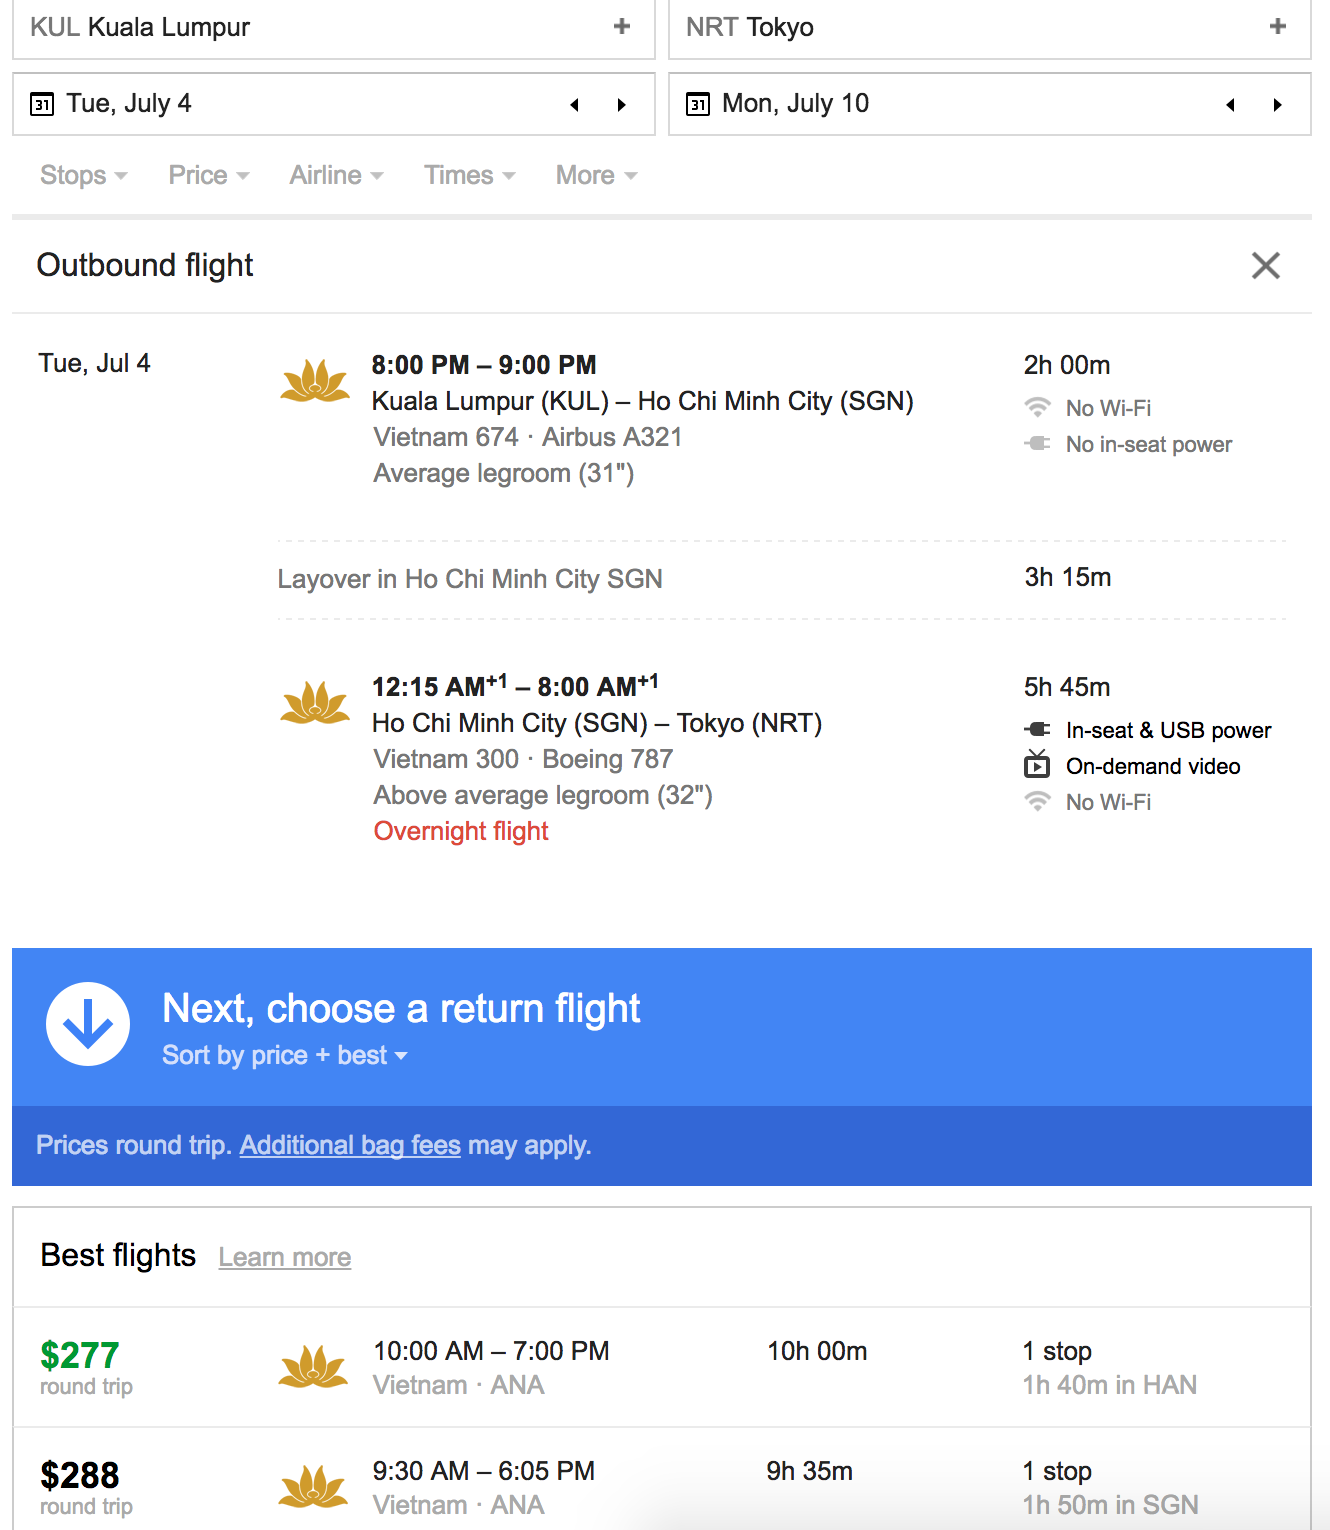 KUL Kuala Lumpur
NRT Tokyo
31 Tue, July 4
31 Mon, July 10
Stops Price Airline Times More
Outbound flight
Tue, Jul 4
8:00 PM – 9:00 PM
2h 00m
Kuala Lumpur (KUL) – Ho Chi Minh City (SGN)
No Wi-Fi
Vietnam 674 · Airbus A321
No in-seat power
Average legroom (31")
Layover in Ho Chi Minh City SGN
3h 15m
12:15 AM+1 – 8:00 AM+1
5h 45m
Ho Chi Minh City (SGN) – Tokyo (NRT)
In-seat & USB power
Vietnam 300 · Boeing 787
On-demand video
Above average legroom (32")
No Wi-Fi
Overnight flight
Next, choose a return flight
Sort by price + best
Prices round trip. Additional bag fees may apply.
Best flights Learn more
$277 10:00 AM – 7:00 PM 10h 00m 1 stop
round trip Vietnam · ANA 1h 40m in HAN
$288 9:30 AM – 6:05 PM 9h 35m 1 stop
round trip Vietnam · ANA 1h 50m in SGN